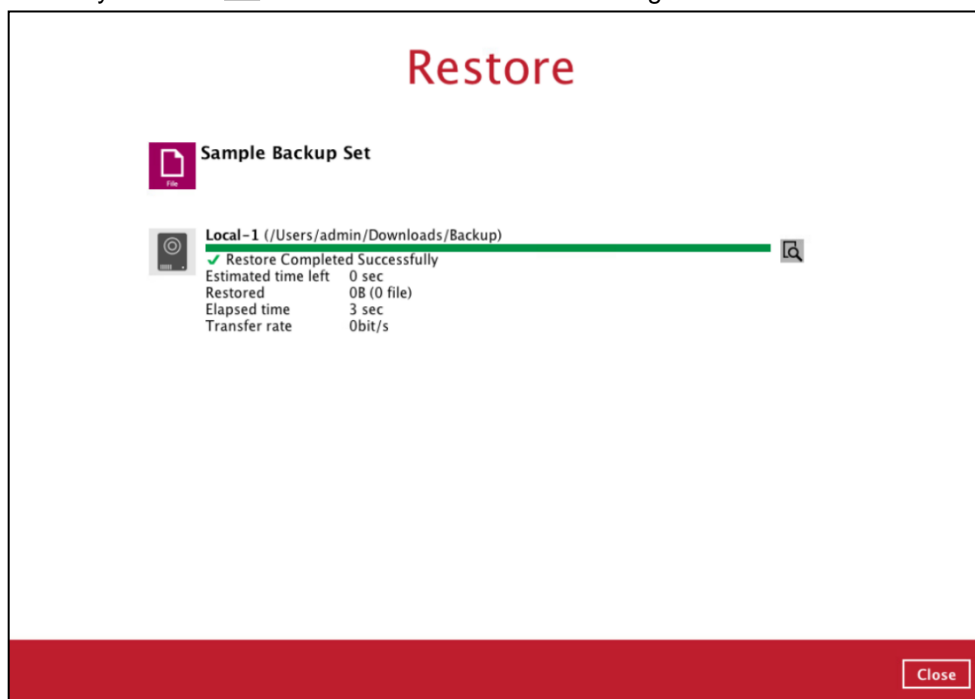 Restore
Sample Backup Set
File
Local-1 (/Users/admin/Downloads/Backup)
Restore Completed Successfully
Estimated time left 0 sec
Restored 0B (0 file)
Elapsed time 3 sec
Transfer rate 0bit/s
Close